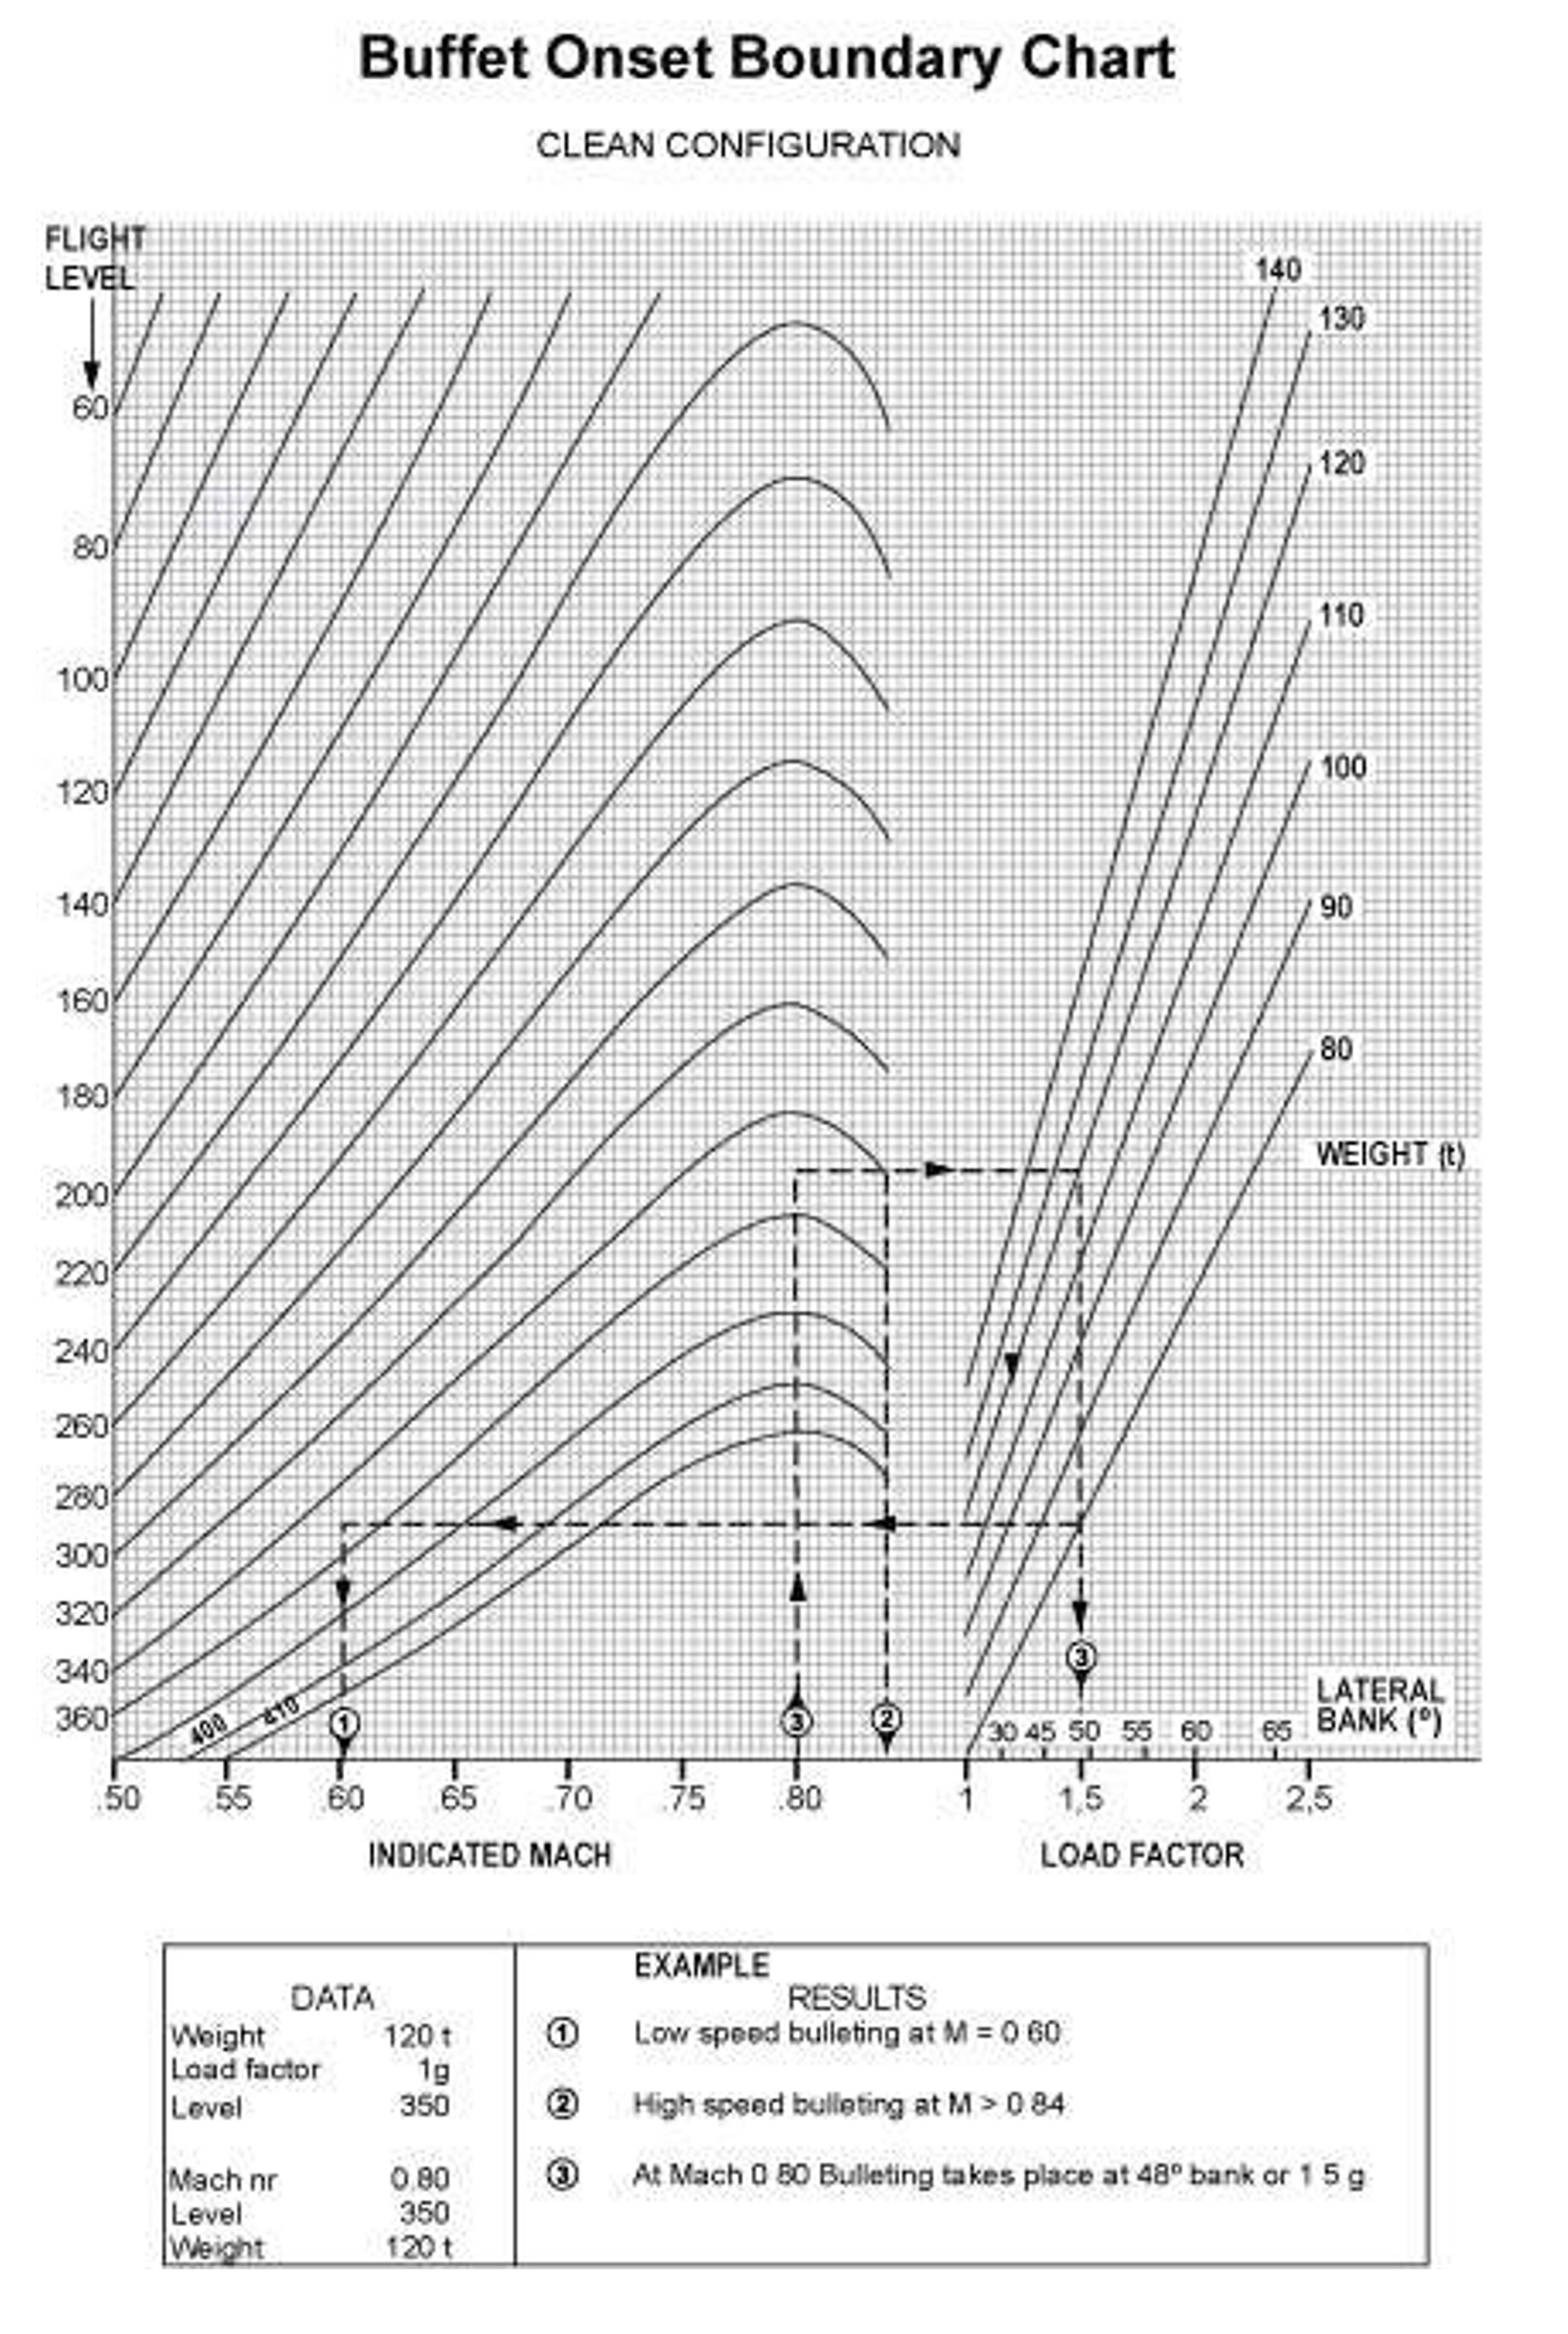 Buffet Onset Boundary Chart
CLEAN CONFIGURATION
FLIGHT
LEVEL
140
130
60
120
80
110
100
100
120
140
90
160
80
180
WEIGHT (t)
200
220
240
260
280
300
320
340
3
360
400
410
1
3
2
30 45 50 55 60 65
LATERAL
BANK (º)
.50 .55 .60 .65 .70 .75 .80 1 1,5 2 2,5
INDICATED MACH
LOAD FACTOR
EXAMPLE
DATA
Weight 120 t
Load factor 1g
Level 350
Mach nr 0.80
Level 350
Weight 120 t
RESULTS
1 Low speed bulleting at M = 0 60
2 High speed bulleting at M > 0 84
3 At Mach 0 80 Bulleting takes place at 48º bank or 1 5 g